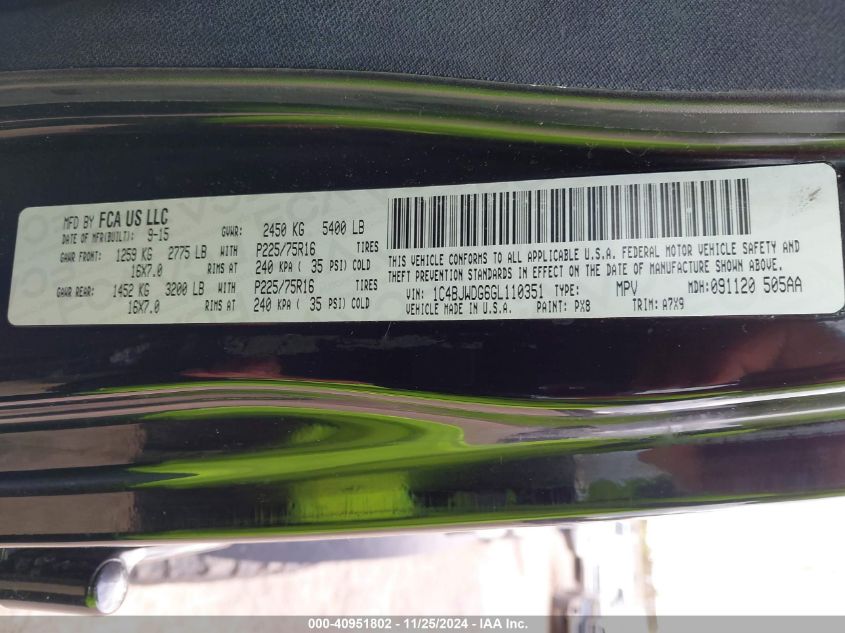 MFD BY FCA US LLC
DATE OF MFR(BUILT): 9-15 GVWR: 2450 KG 5400 LB
GAWR FRONT: 1259 KG 2775 LB WITH P225/75R16 TIRES
16X7.0 RIMS AT 240 KPA ( 35 PSI) COLD
GAWR REAR: 1452 KG 3200 LB WITH P225/75R16 TIRES
16X7.0 RIMS AT 240 KPA ( 35 PSI) COLD
THIS VEHICLE CONFORMS TO ALL APPLICABLE U.S.A. FEDERAL MOTOR VEHICLE SAFETY AND
THEFT PREVENTION STANDARDS IN EFFECT ON THE DATE OF MANUFACTURE SHOWN ABOVE.
VIN: 1C4BJWDG6GL110351 TYPE: MPV MDH:091120 505AA
VEHICLE MADE IN U.S.A. PAINT: PX8 TRIM: A7X9
000-40951802 - 11/25/2024 - IAA Inc.